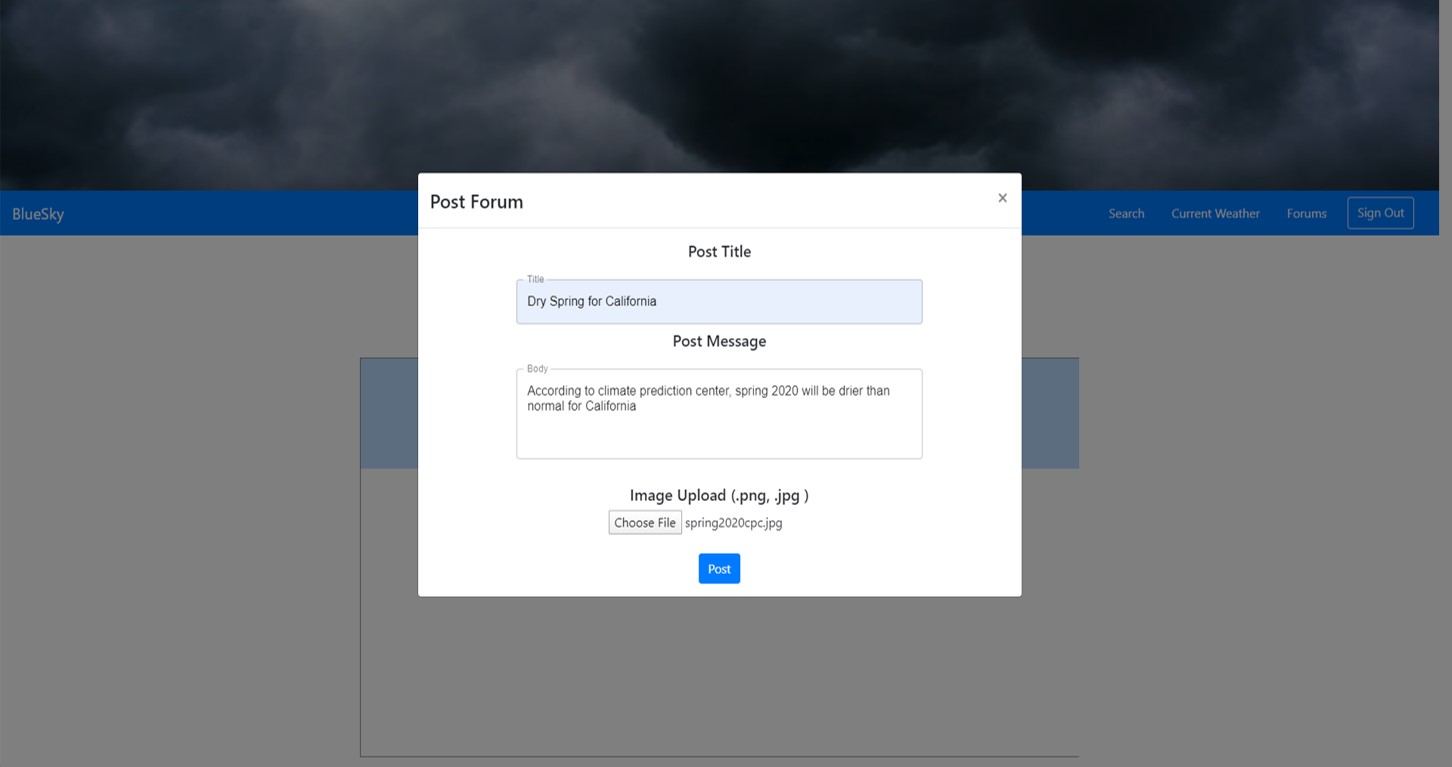 Post Forum
×
BlueSky
Search
Current Weather
Forums
Sign Out
Post Title
Title
Dry Spring for California
Post Message
Body
According to climate prediction center, spring 2020 will be drier than
normal for California
Image Upload (.png, .jpg )
Choose File spring2020cpc.jpg
Post